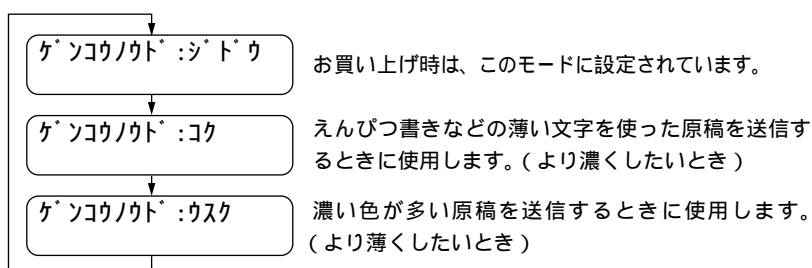 ｹﾞﾝｺｳﾉｳﾄﾞ:ｼﾞﾄﾞｳ
お買い上げ時は、このモードに設定されています。
ｹﾞﾝｺｳﾉｳﾄﾞ:ｺｸ
えんぴつ書きなどの薄い文字を使った原稿を送信す
るときに使用します。(より濃くしたいとき)
ｹﾞﾝｺｳﾉｳﾄﾞ:ｳｽｸ
濃い色が多い原稿を送信するときに使用します。
(より薄くしたいとき)